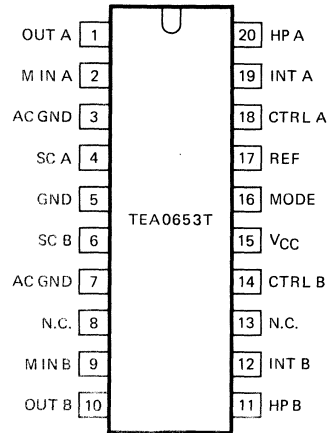 OUT A 1 20 HP A
M IN A 2 19 INT A
AC GND 3 18 CTRL A
SC A 4 17 REF
GND 5 16 MODE
TEA0653T
SC B 6 15 VCC
AC GND 7 14 CTRL B
N.C. 8 13 N.C.
M IN B 9 12 INT B
OUT B 10 11 HP B